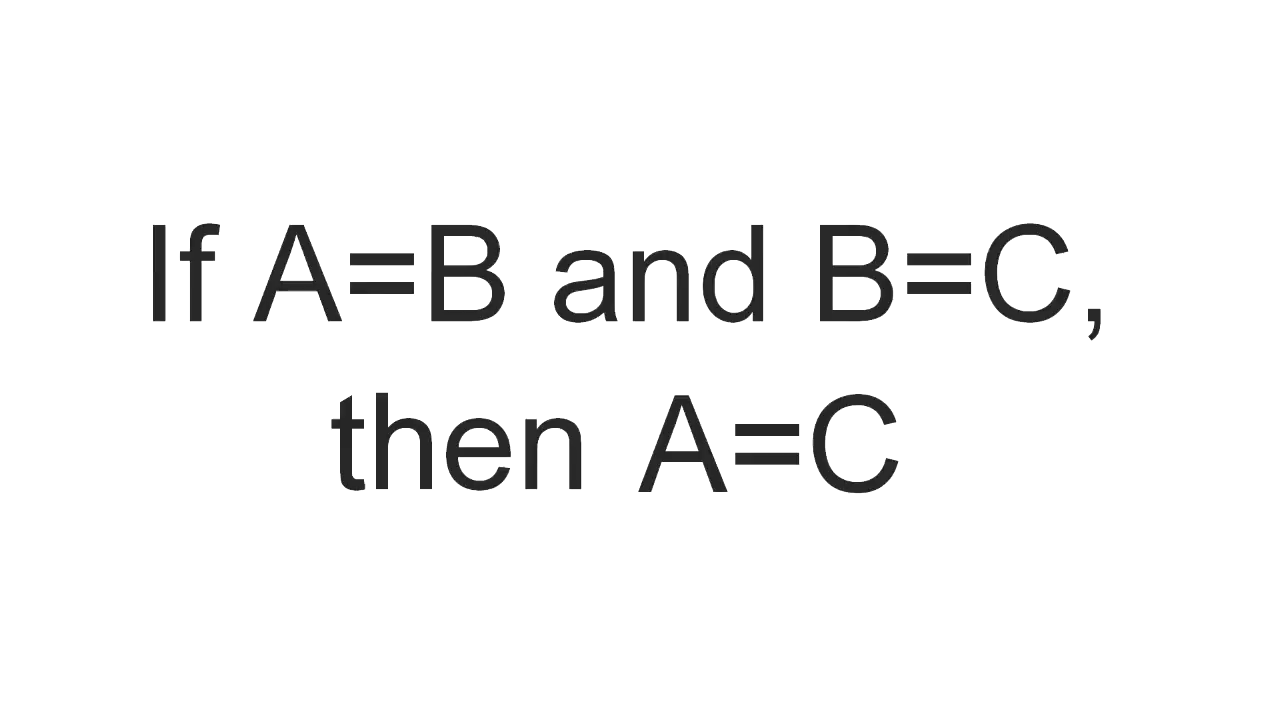 If A=B and B=C,
then A=C